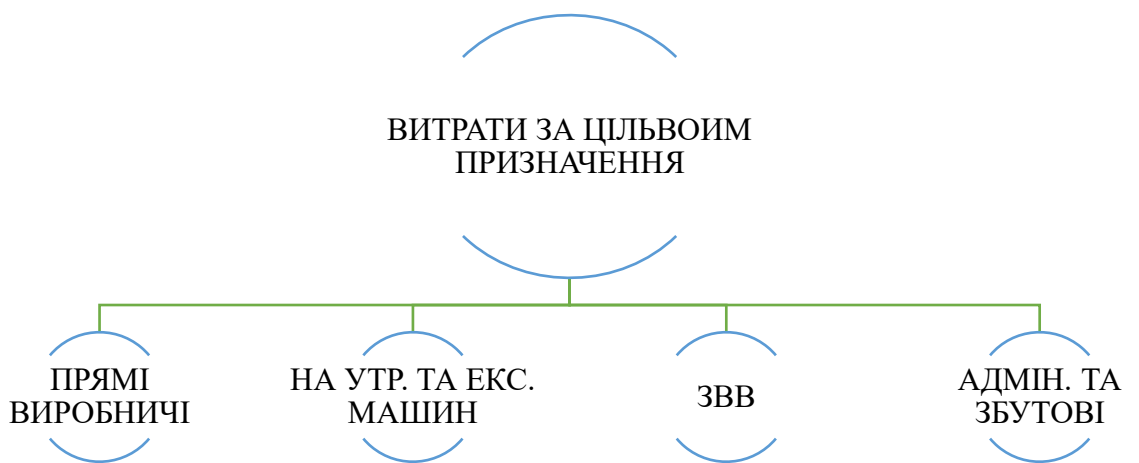 ВИТРАТИ ЗА ЦІЛЬВОИМ
ПРИЗНАЧЕННЯ
ПРЯМІ
ВИРОБНИЧІ
НА УТР. ТА ЕКС.
МАШИН
ЗВВ
АДМІН. ТА
ЗБУТОВІ